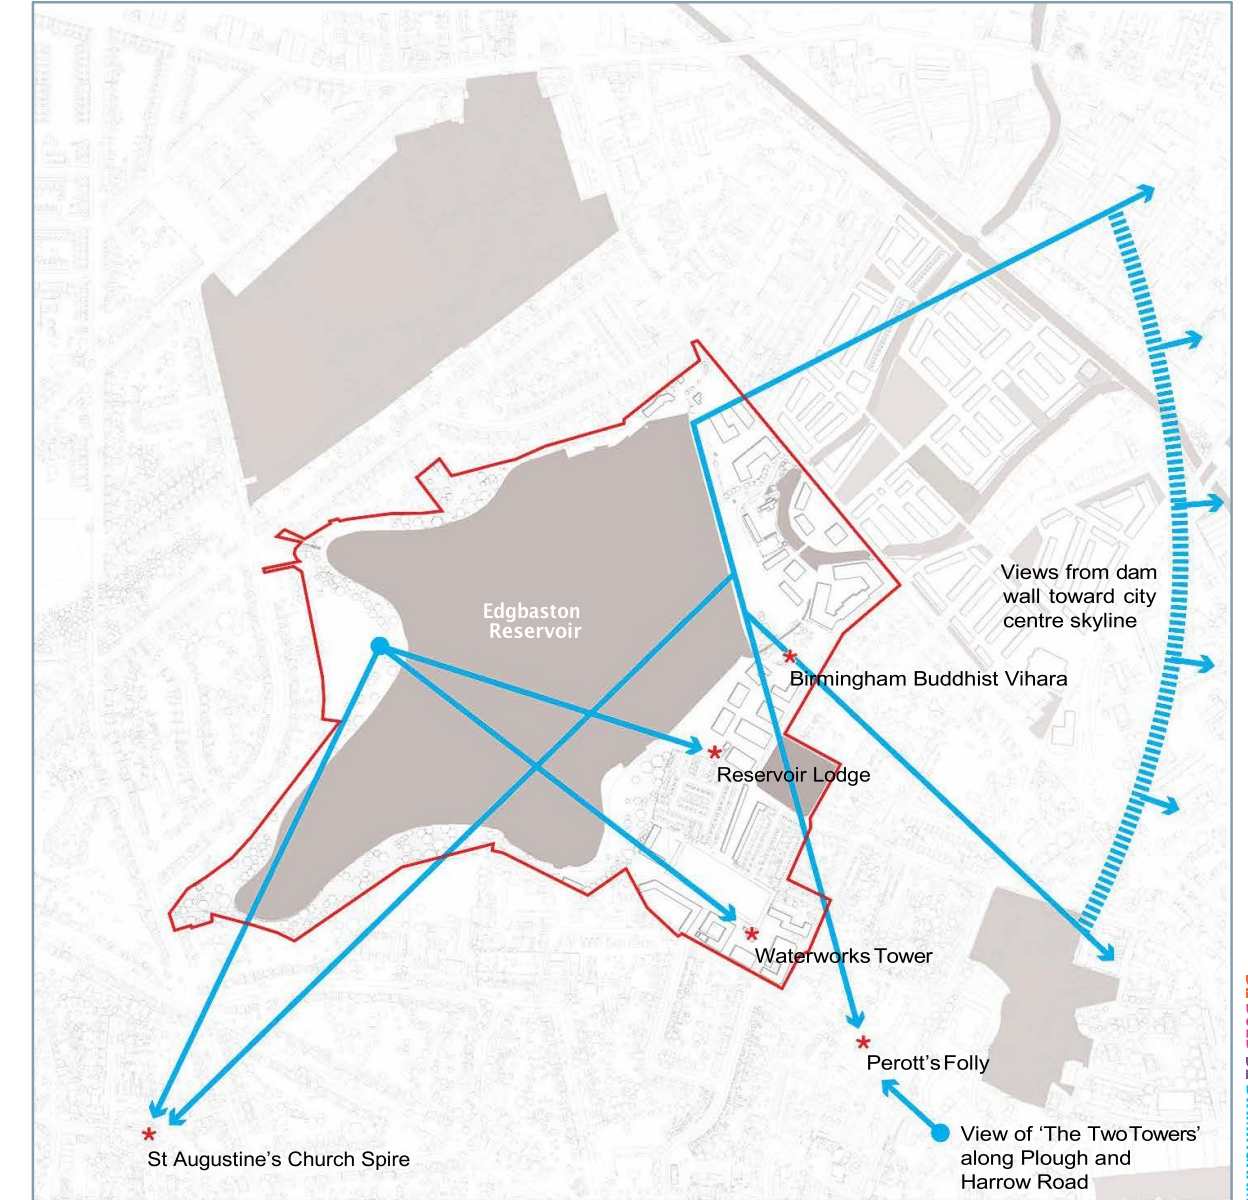 Edgbaston
Reservoir
Views from dam
wall toward city
centre skyline
Birmingham Buddhist Vihara
Reservoir Lodge
Waterworks Tower
Perott's Folly
View of 'The Two Towers'
along Plough and
Harrow Road
St Augustine's Church Spire